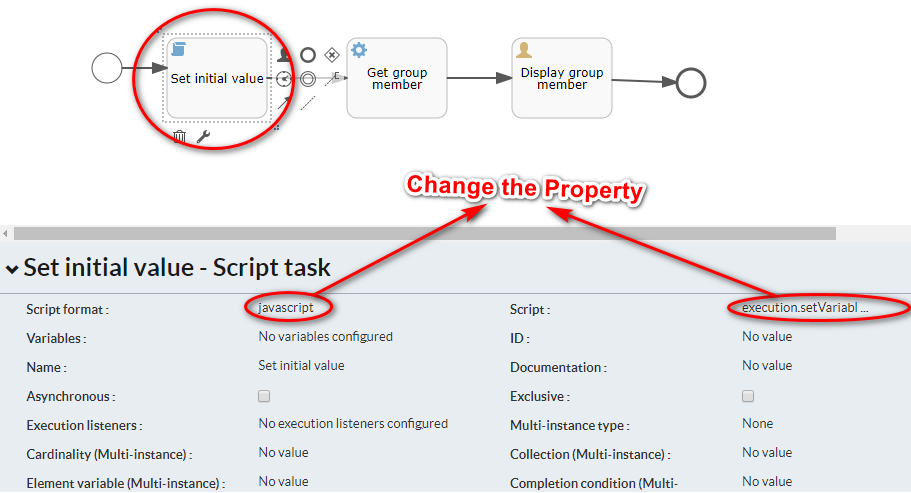 Set initial value
Get group
member
Display group
member
Change the Property
Set initial value - Script task
Script format :
javascript
Script :
execution.setVariabl ...
Variables :
No variables configured
ID :
No value
Name :
Set initial value
Documentation :
No value
Asynchronous :
Exclusive :
Execution listeners :
No execution listeners configured
Multi-instance type :
None
Cardinality (Multi-instance) :
No value
Collection (Multi-instance) :
No value
Element variable (Multi-instance) :
No value
Completion condition (Multi-
No value